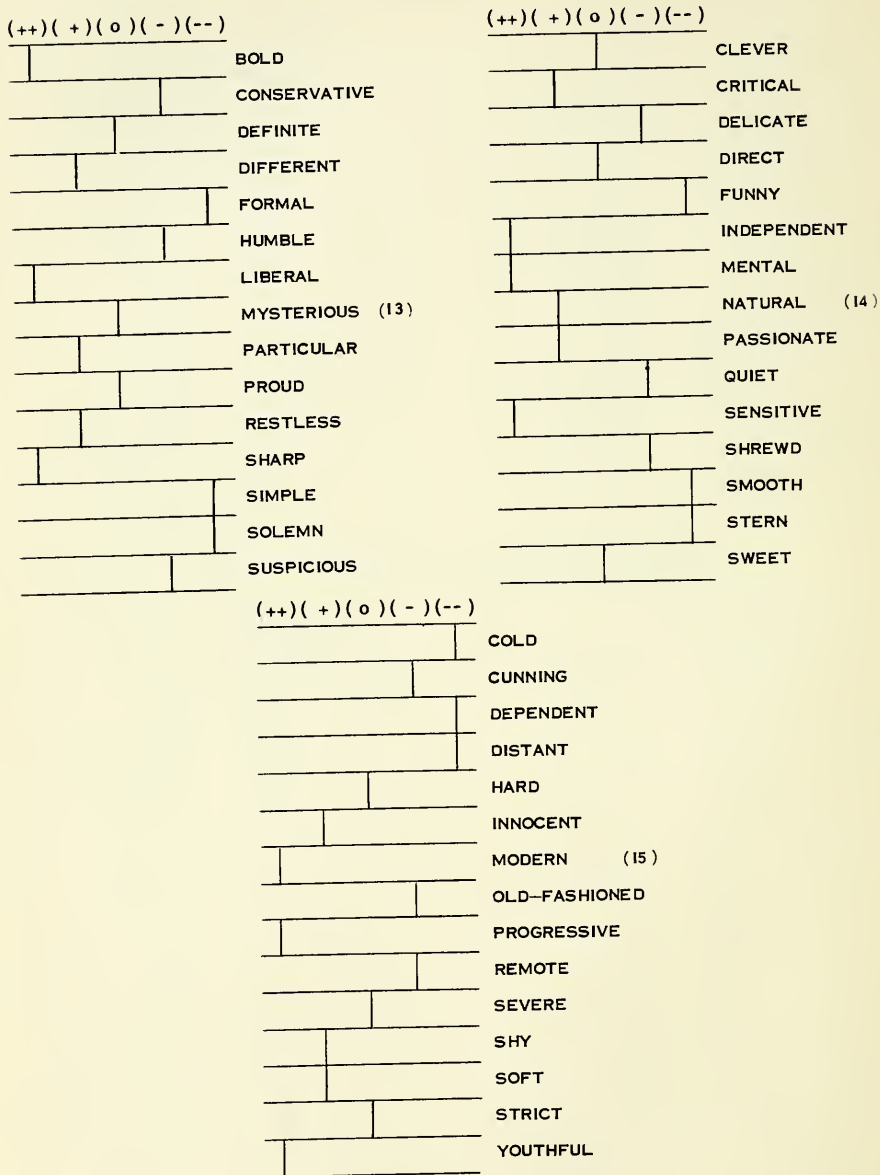 (++)( +)( o )( - )(--)
BOLD
CONSERVATIVE
DEFINITE
DIFFERENT
FORMAL
HUMBLE
LIBERAL
MYSTERIOUS (13)
PARTICULAR
PROUD
RESTLESS
SHARP
SIMPLE
SOLEMN
SUSPICIOUS
(++)( +)( o )( - )(--)
CLEVER
CRITICAL
DELICATE
DIRECT
FUNNY
INDEPENDENT
MENTAL
NATURAL (14)
PASSIONATE
QUIET
SENSITIVE
SHREWD
SMOOTH
STERN
SWEET
(++)( +)( o )( - )(--)
COLD
CUNNING
DEPENDENT
DISTANT
HARD
INNOCENT
MODERN (15)
OLD-FASHIONED
PROGRESSIVE
REMOTE
SEVERE
SHY
SOFT
STRICT
YOUTHFUL